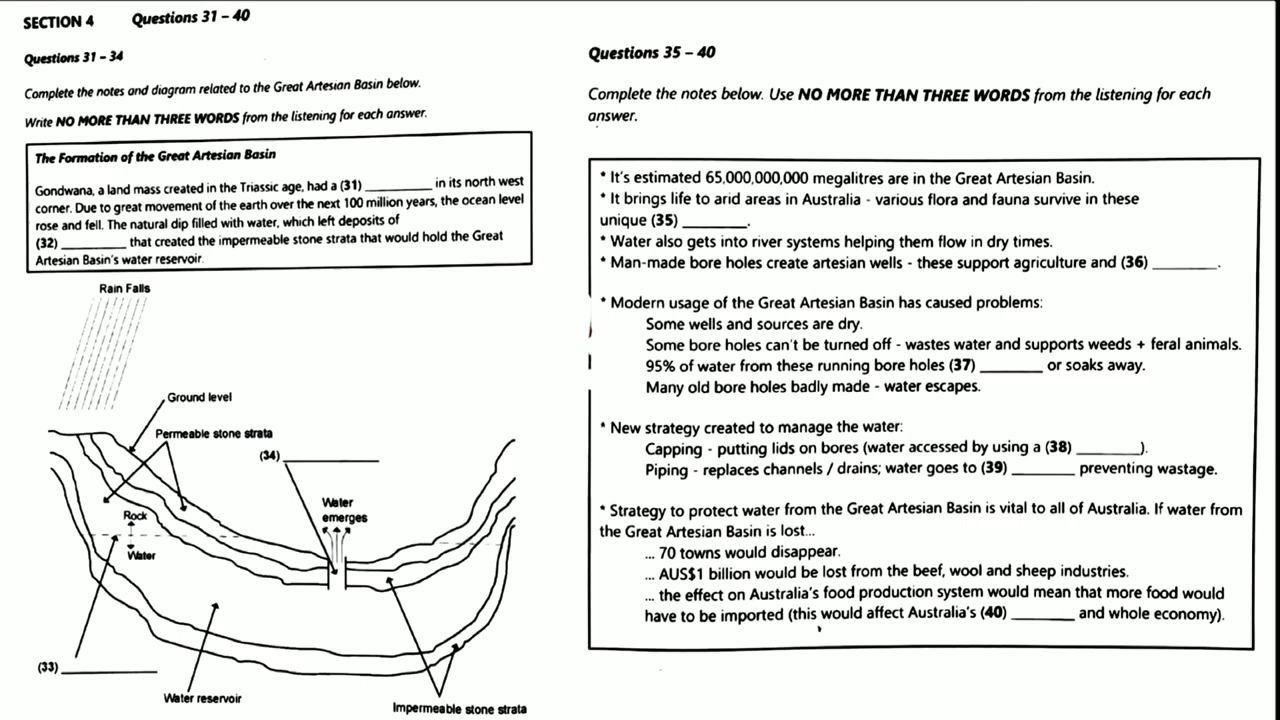 SECTION 4 Questions 31 – 40
Questions 31 – 34
Complete the notes and diagram related to the Great Artesian Basin below.
Write NO MORE THAN THREE WORDS from the listening for each answer.
The Formation of the Great Artesian Basin
Gondwana, a land mass created in the Triassic age, had a (31) __________ in its north west
corner. Due to great movement of the earth over the next 100 million years, the ocean level
rose and fell. The natural dip filled with water, which left deposits of
(32) __________ that created the impermeable stone strata that would hold the Great
Artesian Basin's water reservoir.
Rain Falls
Ground level
Permeable stone strata
(34) __________
Water
emerges
Rock
Water
(33) __________
Water reservoir
Impermeable stone strata
Questions 35 – 40
Complete the notes below. Use NO MORE THAN THREE WORDS from the listening for each
answer.
* It's estimated 65,000,000,000 megalitres are in the Great Artesian Basin.
* It brings life to arid areas in Australia - various flora and fauna survive in these
unique (35) __________.
* Water also gets into river systems helping them flow in dry times.
* Man-made bore holes create artesian wells - these support agriculture and (36) __________.
* Modern usage of the Great Artesian Basin has caused problems:
Some wells and sources are dry.
Some bore holes can't be turned off - wastes water and supports weeds + feral animals.
95% of water from these running bore holes (37) __________ or soaks away.
Many old bore holes badly made - water escapes.
* New strategy created to manage the water:
Capping - putting lids on bores (water accessed by using a (38) __________).
Piping - replaces channels / drains; water goes to (39) __________ preventing wastage.
* Strategy to protect water from the Great Artesian Basin is vital to all of Australia. If water from
the Great Artesian Basin is lost...
... 70 towns would disappear.
... AUS$1 billion would be lost from the beef, wool and sheep industries.
... the effect on Australia's food production system would mean that more food would
have to be imported (this would affect Australia's (40) __________ and whole economy).